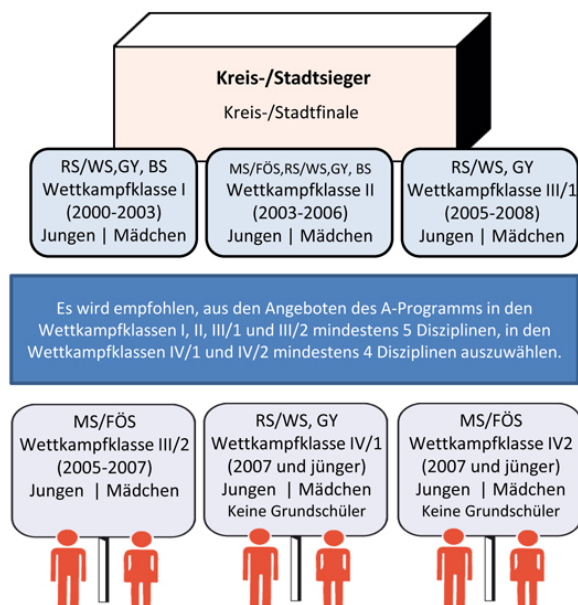 Kreis-/Stadtsieger
Kreis-/Stadtfinale
RS/WS,GY, BS
Wettkampfklasse I
(2000-2003)
Jungen | Mädchen
MS/FÖS,RS/WS,GY, BS
Wettkampfklasse II
(2003-2006)
Jungen | Mädchen
RS/WS, GY
Wettkampfklasse III/1
(2005-2008)
Jungen | Mädchen
Es wird empfohlen, aus den Angeboten des A-Programms in den
Wettkampfklassen I, II, III/1 und III/2 mindestens 5 Disziplinen, in den
Wettkampfklassen IV/1 und IV/2 mindestens 4 Disziplinen auszuwählen.
MS/FÖS
Wettkampfklasse III/2
(2005-2007)
Jungen | Mädchen
RS/WS, GY
Wettkampfklasse IV/1
(2007 und jünger)
Jungen | Mädchen
Keine Grundschüler
MS/FÖS
Wettkampfklasse IV2
(2007 und jünger)
Jungen | Mädchen
Keine Grundschüler